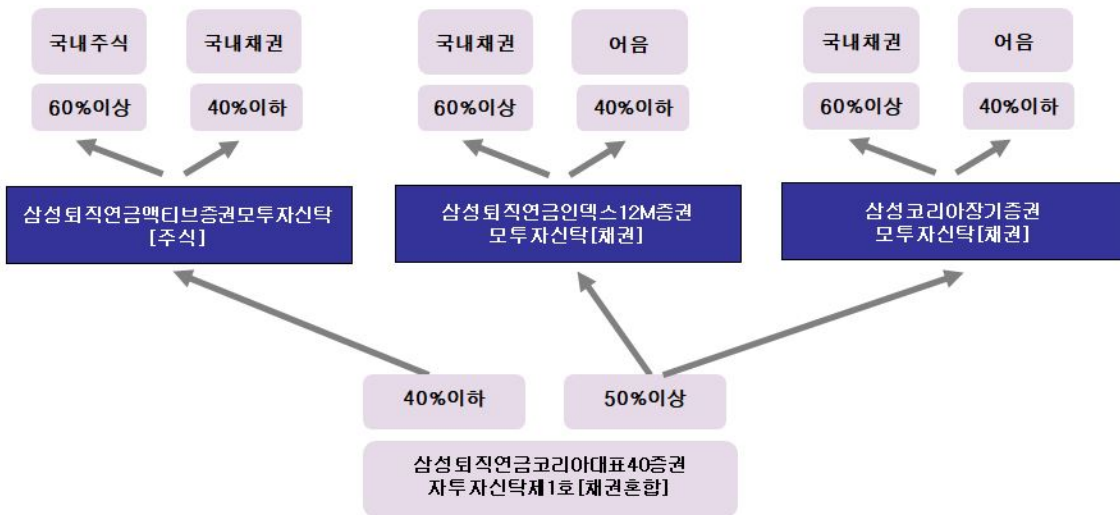 국내주식
국내채권
국내채권
어음
국내채권
어음
60%이상
40%이하
60%이상
40%이하
60%이상
40%이하
삼성퇴직연금액티브증권모투자신탁
[주식]
삼성퇴직연금인덱스12M증권
모투자신탁[채권]
삼성코리아장기증권
모투자신탁[채권]
40%이하
50%이상
삼성퇴직연금코리아대표40증권
자투자신탁제1호[채권혼합]